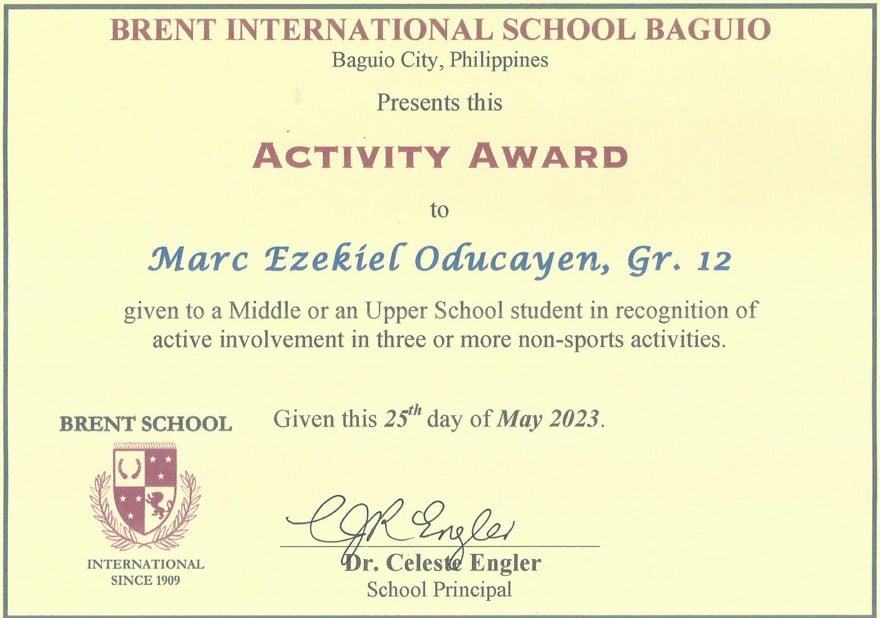 BRENT INTERNATIONAL SCHOOL BAGUIO
Baguio City, Philippines
Presents this
ACTIVITY AWARD
to
Marc Ezekiel Oducayen, Gr. 12
given to a Middle or an Upper School student in recognition of
active involvement in three or more non-sports activities.
Given this 25th day of May 2023.
BRENT SCHOOL
INTERNATIONAL
SINCE 1909
CJR Engler
Dr. Celeste Engler
School Principal